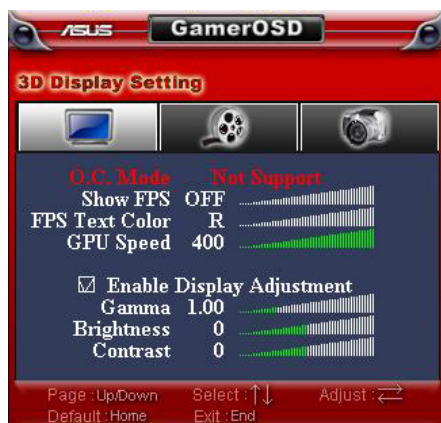 ASUS GamerOSD
3D Display Setting
O.C. Mode Not Support
Show FPS OFF
FPS Text Color R
GPU Speed 400
Enable Display Adjustment
Gamma 1.00
Brightness 0
Contrast 0
Page : Up/Down Select : ↑↓ Adjust : ⇄
Default : Home Exit : End